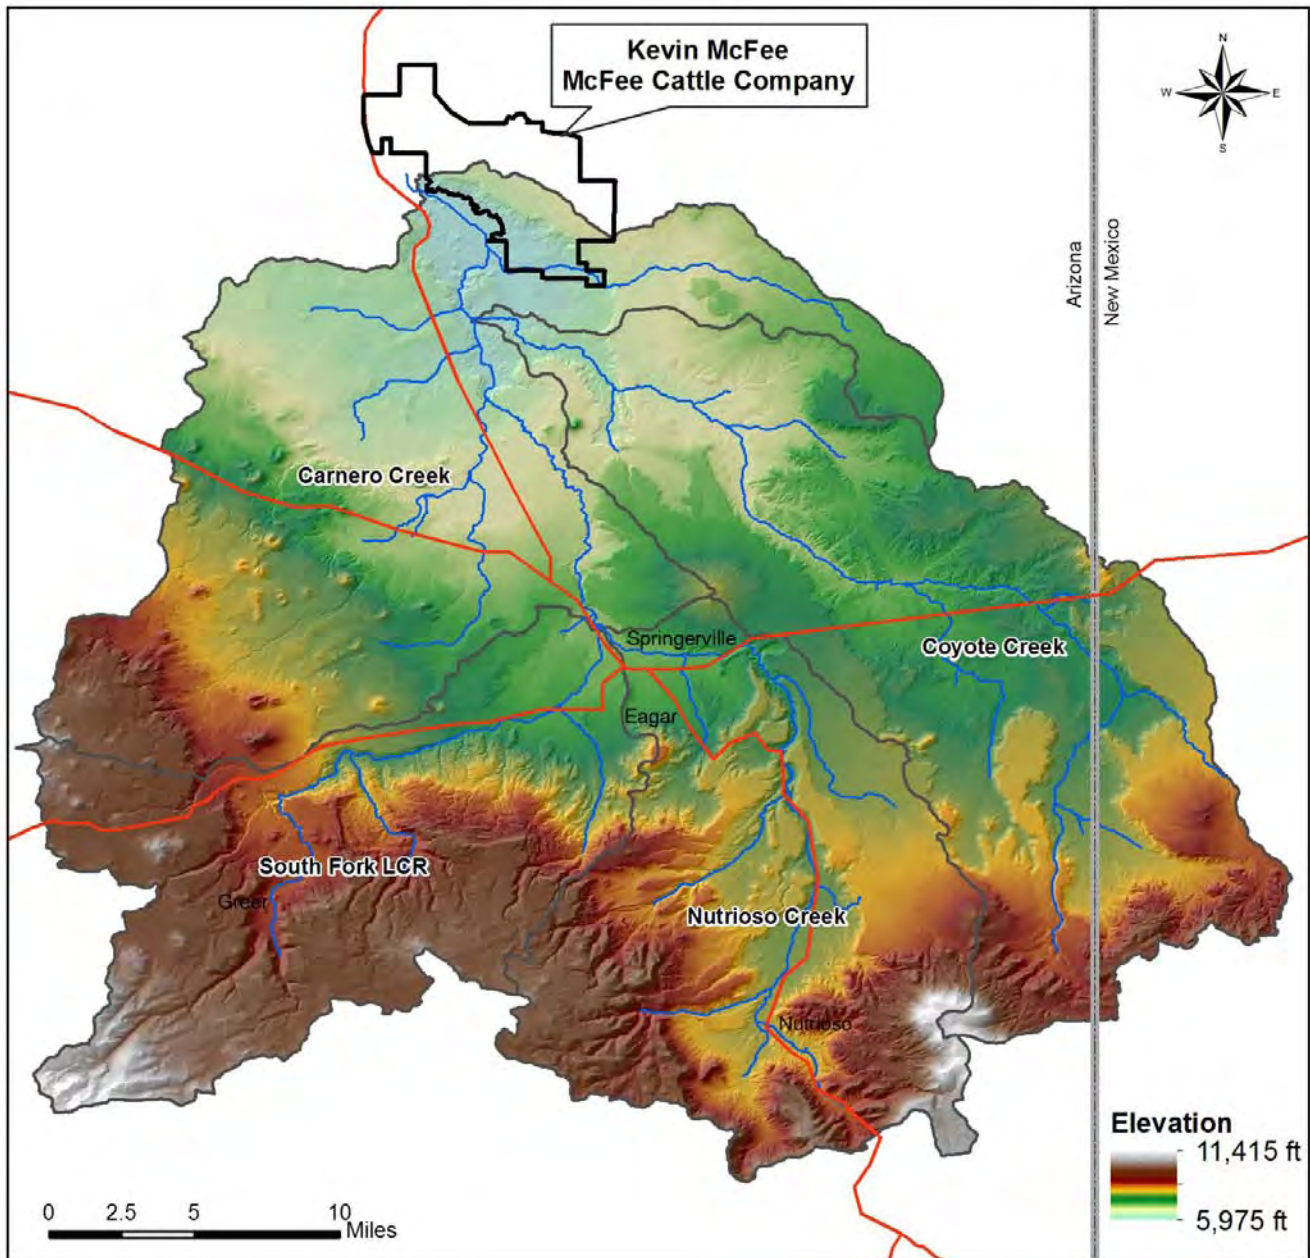 Kevin McFee
McFee Cattle Company
N
W E
S
Arizona
New Mexico
Carnero Creek
Springerville
Coyote Creek
Eagar
South Fork LCR
Greer
Nutrioso Creek
Nutrioso
Elevation
11,415 ft
5,975 ft
0 2.5 5 10
Miles